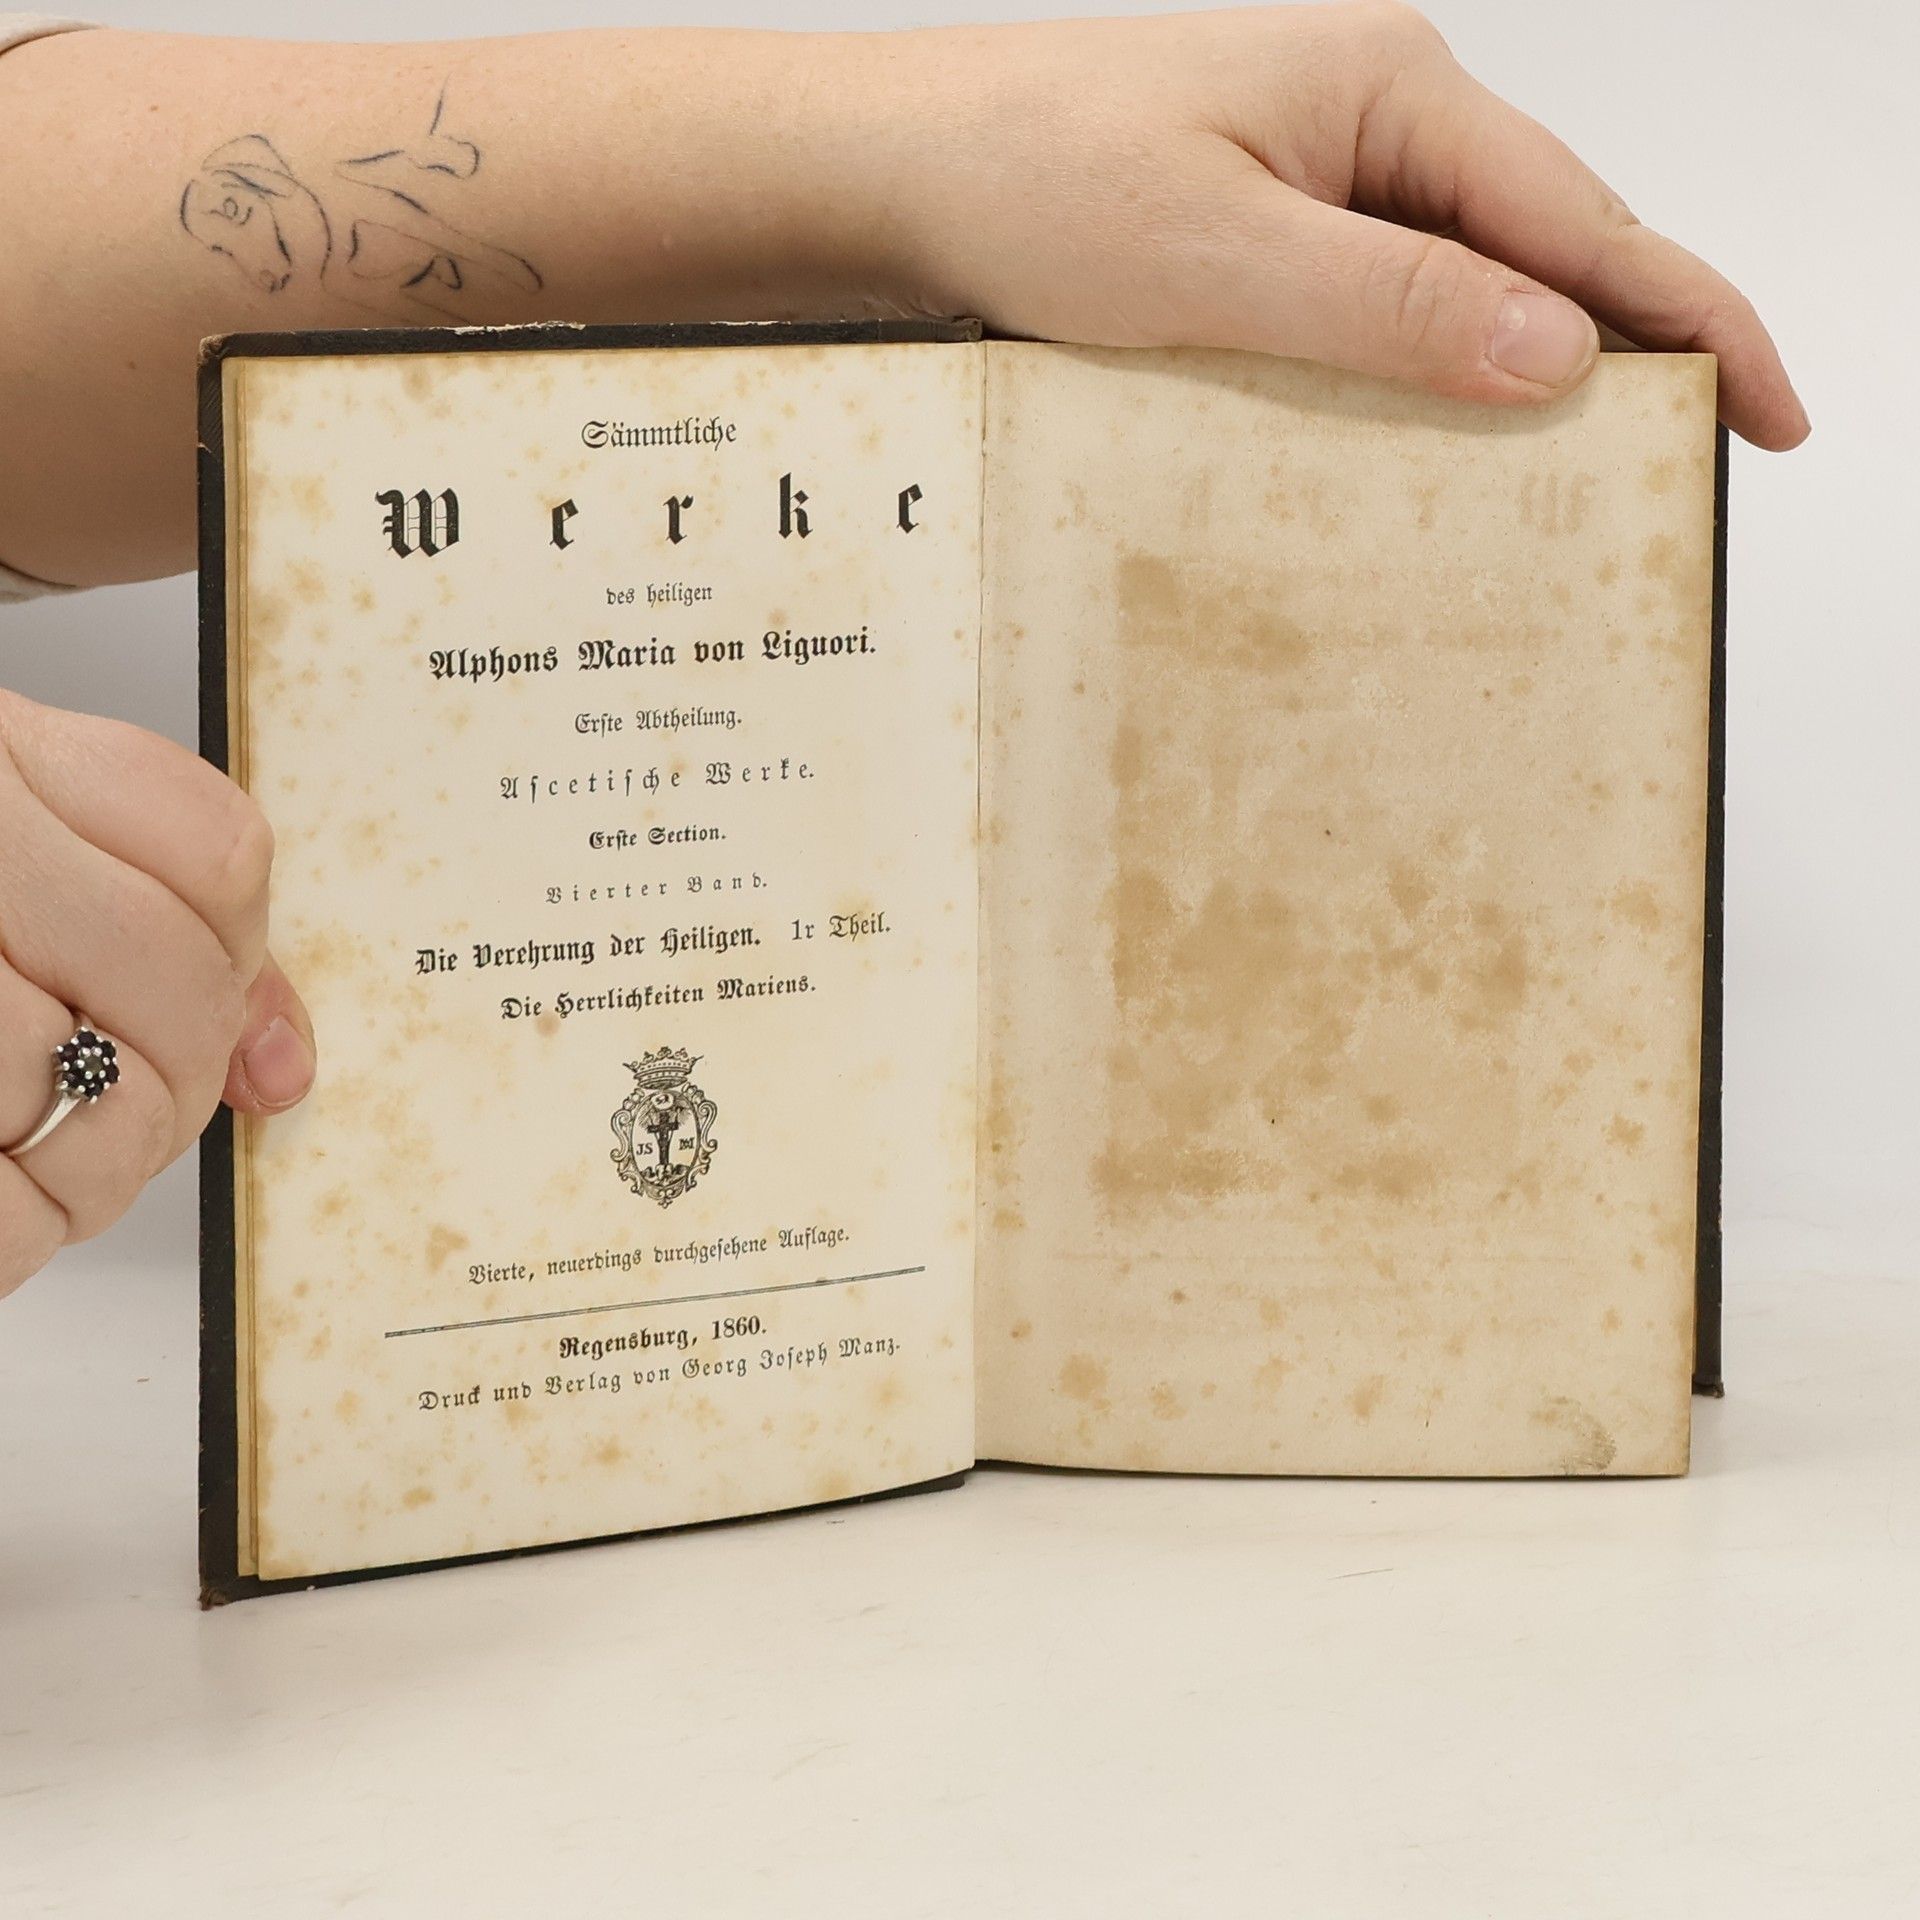 Sämmtliche
Werke
des heiligen
Alphons Maria von Liguori.
Erste Abtheilung.
Ascetische Werke.
Erste Section.
Vierter Band.
Die Verehrung der Heiligen. 1r Theil.
Die Herrlichkeiten Mariens.
JS
Vierte, neuerdings durchgesehene Auflage.
Regensburg, 1860.
Druck und Verlag von Georg Joseph Manz.